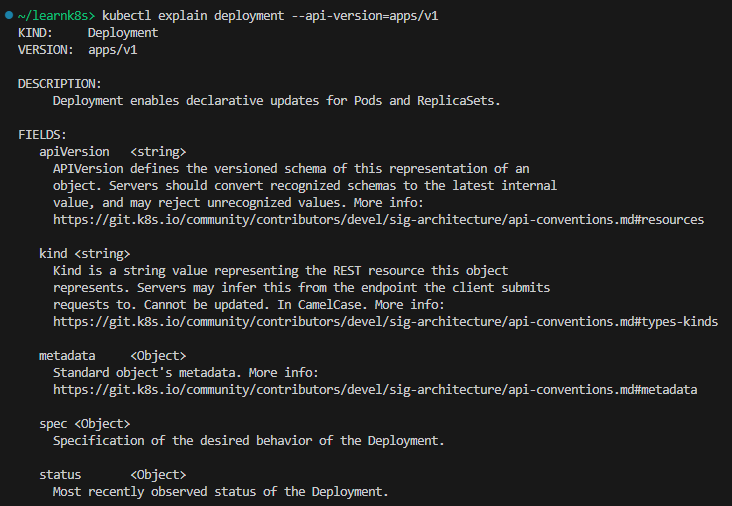 ~/learnk8s> kubectl explain deployment --api-version=apps/v1
KIND:     Deployment
VERSION:  apps/v1

DESCRIPTION:
     Deployment enables declarative updates for Pods and ReplicaSets.

FIELDS:
   apiVersion   <string>
     APIVersion defines the versioned schema of this representation of an
     object. Servers should convert recognized schemas to the latest internal
     value, and may reject unrecognized values. More info:
     https://git.k8s.io/community/contributors/devel/sig-architecture/api-conventions.md#resources

   kind <string>
     Kind is a string value representing the REST resource this object
     represents. Servers may infer this from the endpoint the client submits
     requests to. Cannot be updated. In CamelCase. More info:
     https://git.k8s.io/community/contributors/devel/sig-architecture/api-conventions.md#types-kinds

   metadata     <Object>
     Standard object's metadata. More info:
     https://git.k8s.io/community/contributors/devel/sig-architecture/api-conventions.md#metadata

   spec <Object>
     Specification of the desired behavior of the Deployment.

   status       <Object>
     Most recently observed status of the Deployment.